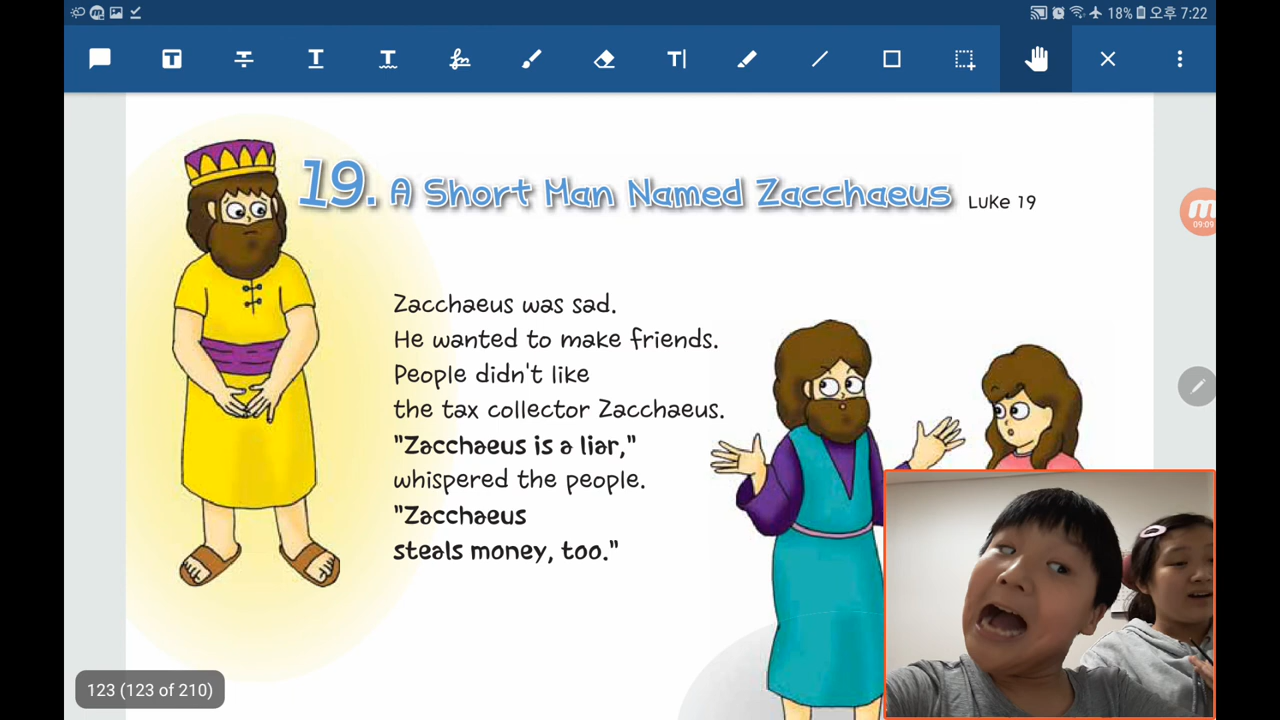 18% 오후 7:22
19. A Short Man Named Zacchaeus Luke 19
09:09
Zacchaeus was sad.
He wanted to make friends.
People didn't like
the tax collector Zacchaeus.
"Zacchaeus is a liar,"
whispered the people.
"Zacchaeus
steals money, too."
123 (123 of 210)